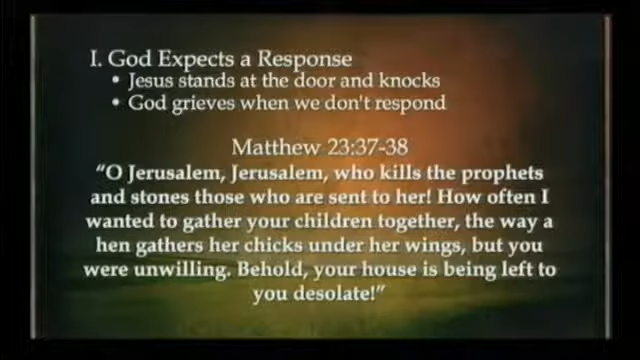 I. God Expects a Response
• Jesus stands at the door and knocks
• God grieves when we don't respond
Matthew 23:37-38
“O Jerusalem, Jerusalem, who kills the prophets
and stones those who are sent to her! How often I
wanted to gather your children together, the way a
hen gathers her chicks under her wings, but you
were unwilling. Behold, your house is being left to
you desolate!”